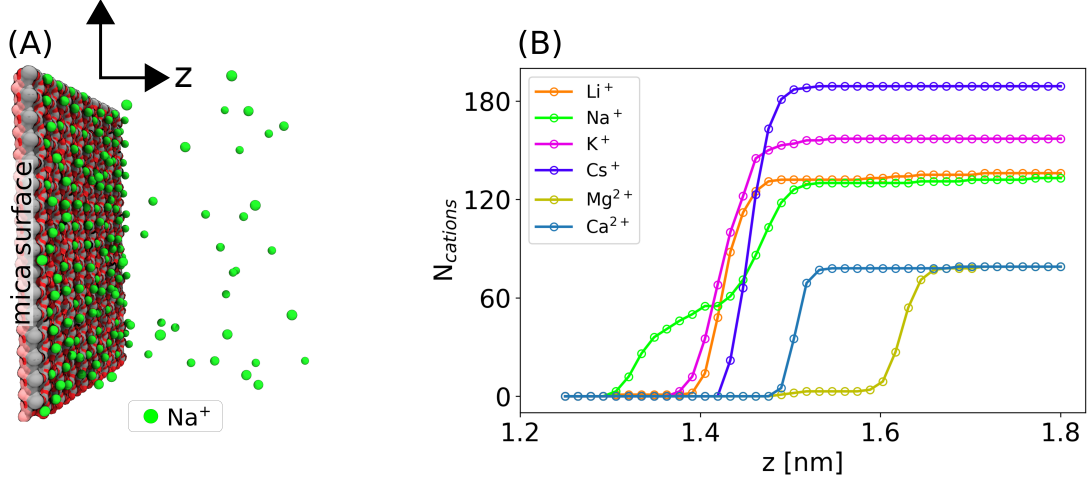 (A)
z
mica surface
Na⁺
(B)
N_cations
180
120
60
0
Li⁺
Na⁺
K⁺
Cs⁺
Mg²⁺
Ca²⁺
1.2
1.4
1.6
1.8
z [nm]